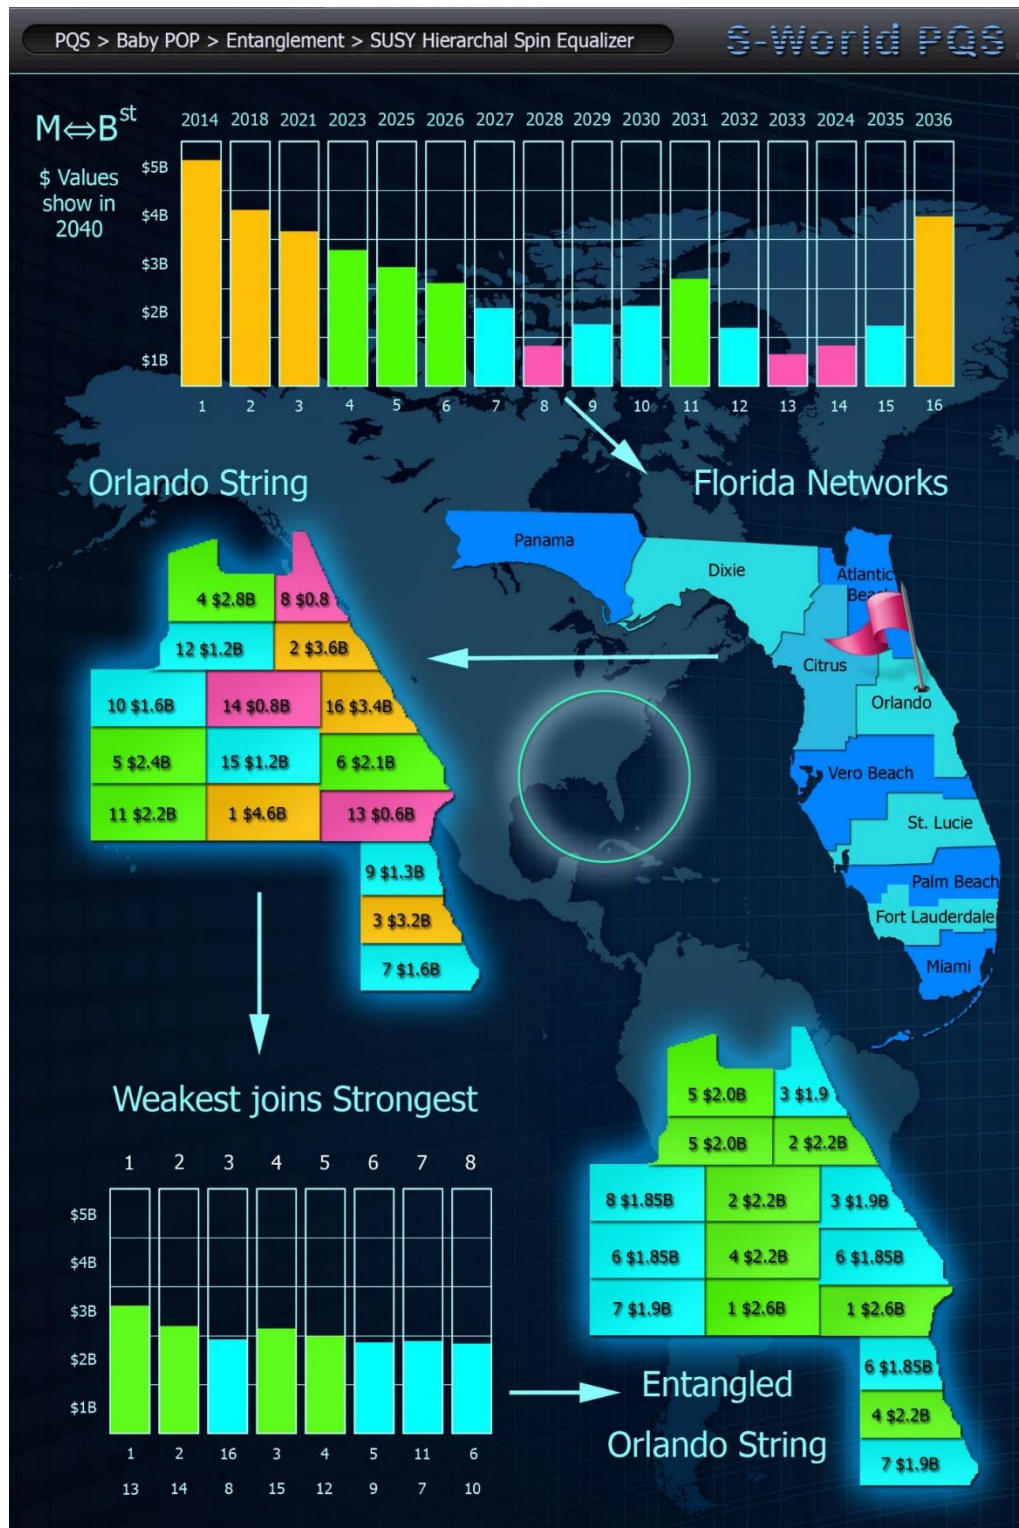 PQS > Baby POP > Entanglement > SUSY Hierarchal Spin Equalizer
S-World PQS
M⇔B st
$ Values
show in
2040
2014 2018 2021 2023 2025 2026 2027 2028 2029 2030 2031 2032 2033 2024 2035 2036
$5B
$4B
$3B
$2B
$1B
1 2 3 4 5 6 7 8 9 10 11 12 13 14 15 16
Orlando String
Florida Networks
4 $2.8B 8 $0.8
12 $1.2B 2 $3.6B
10 $1.6B 14 $0.8B 16 $3.4B
5 $2.4B 15 $1.2B 6 $2.1B
11 $2.2B 1 $4.6B 13 $0.6B
9 $1.3B
3 $3.2B
7 $1.6B
Panama
Dixie
Atlantic
Beach
Citrus
Orlando
Vero Beach
St. Lucie
Palm Beach
Fort Lauderdale
Miami
Weakest joins Strongest
1 2 3 4 5 6 7 8
$5B
$4B
$3B
$2B
$1B
1 2 16 3 4 5 11 6
13 14 8 15 12 9 7 10
5 $2.0B 3 $1.9
5 $2.0B 2 $2.2B
8 $1.85B 2 $2.2B 3 $1.9B
6 $1.85B 4 $2.2B 6 $1.85B
7 $1.9B 1 $2.6B 1 $2.6B
6 $1.85B
4 $2.2B
7 $1.9B
Entangled
Orlando String